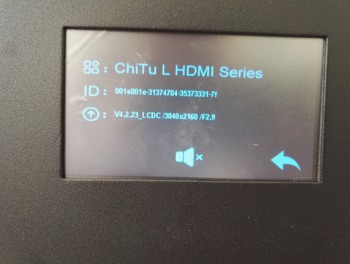 : ChiTu L HDMI Series
ID : 001e001e-31374704-35373331-7f
: V4.2.23_LCDC /3840x2160 /F2.9